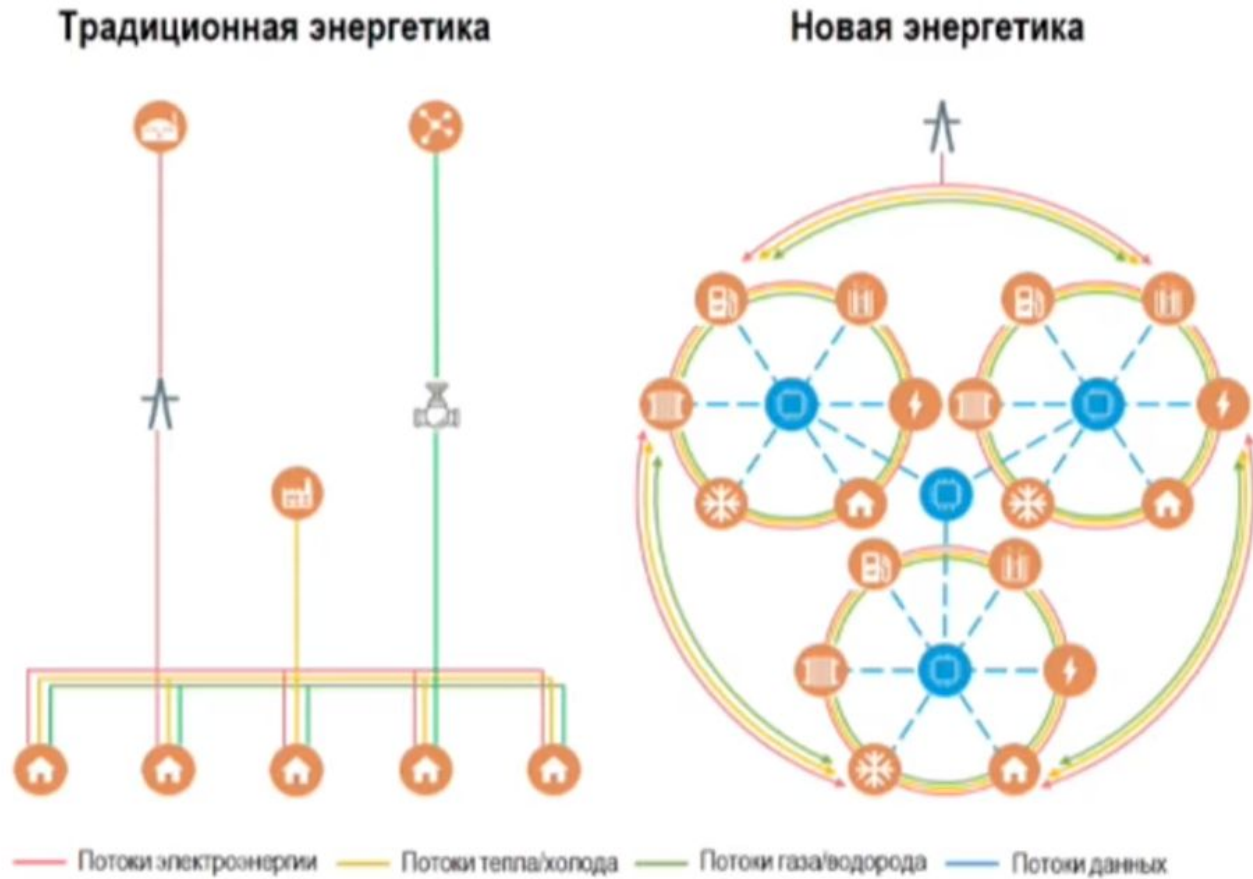 Традиционная энергетика
Новая энергетика
Потоки электроэнергии
Потоки тепла/холода
Потоки газа/водорода
Потоки данных